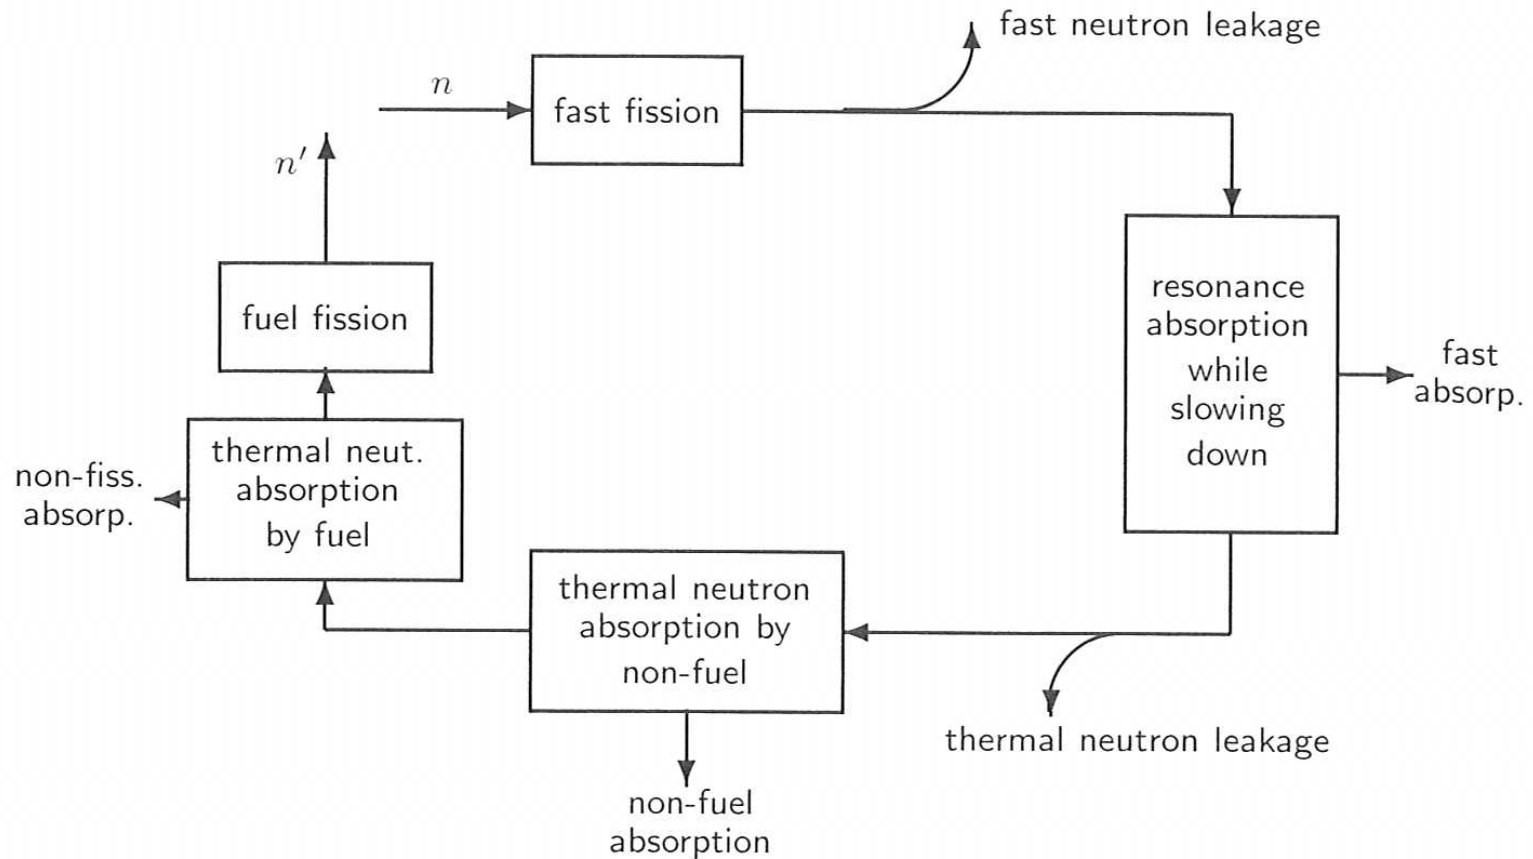 fast neutron leakage
n
fast fission
n′
resonance
absorption
while
slowing
down
fast
absorp.
fuel fission
thermal neut.
absorption
by fuel
non-fiss.
absorp.
thermal neutron
absorption by
non-fuel
thermal neutron leakage
non-fuel
absorption